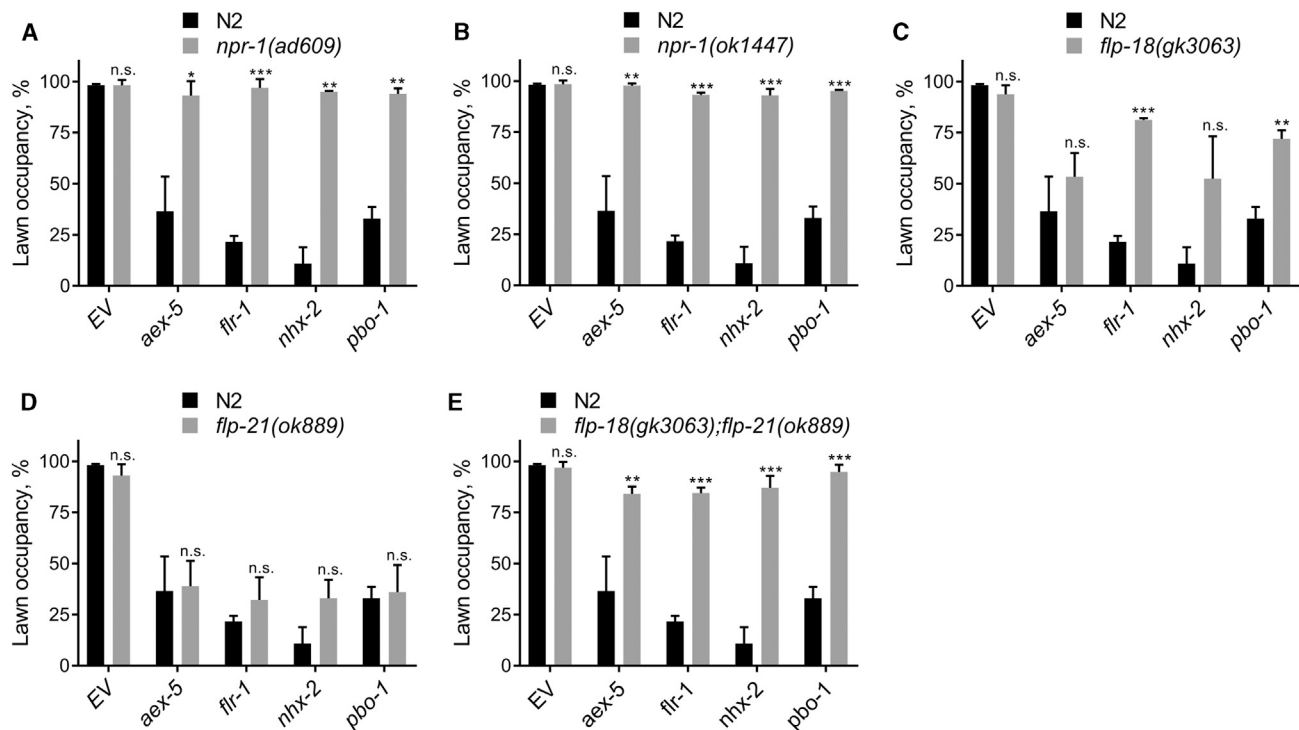 A
N2
npr-1(ad609)
Lawn occupancy, %
100
75
50
25
0
n.s.
*
***
**
**
EV
aex-5
flr-1
nhx-2
pbo-1
B
N2
npr-1(ok1447)
Lawn occupancy, %
100
75
50
25
0
n.s.
**
***
***
***
EV
aex-5
flr-1
nhx-2
pbo-1
C
N2
flp-18(gk3063)
Lawn occupancy, %
100
75
50
25
0
n.s.
n.s.
***
n.s.
**
EV
aex-5
flr-1
nhx-2
pbo-1
D
N2
flp-21(ok889)
Lawn occupancy, %
100
75
50
25
0
n.s.
n.s.
n.s.
n.s.
n.s.
EV
aex-5
flr-1
nhx-2
pbo-1
E
N2
flp-18(gk3063);flp-21(ok889)
Lawn occupancy, %
100
75
50
25
0
n.s.
**
***
***
***
EV
aex-5
flr-1
nhx-2
pbo-1